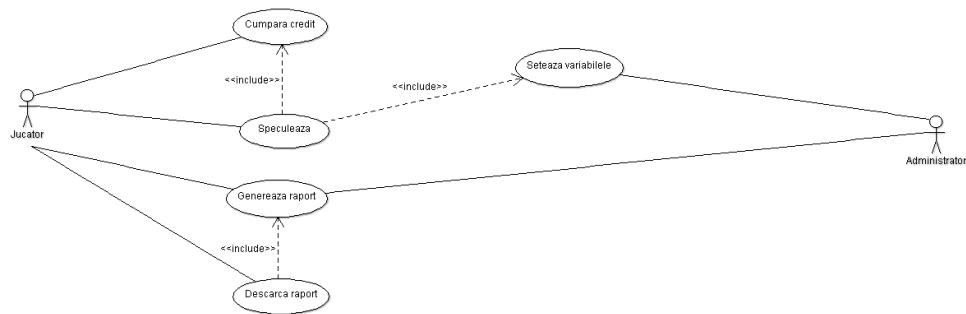 Cumpara credit
<<include>>
Seteaza variabilele
<<include>>
Jucator
Speculeaza
Administrator
Genereaza raport
<<include>>
Descarca raport